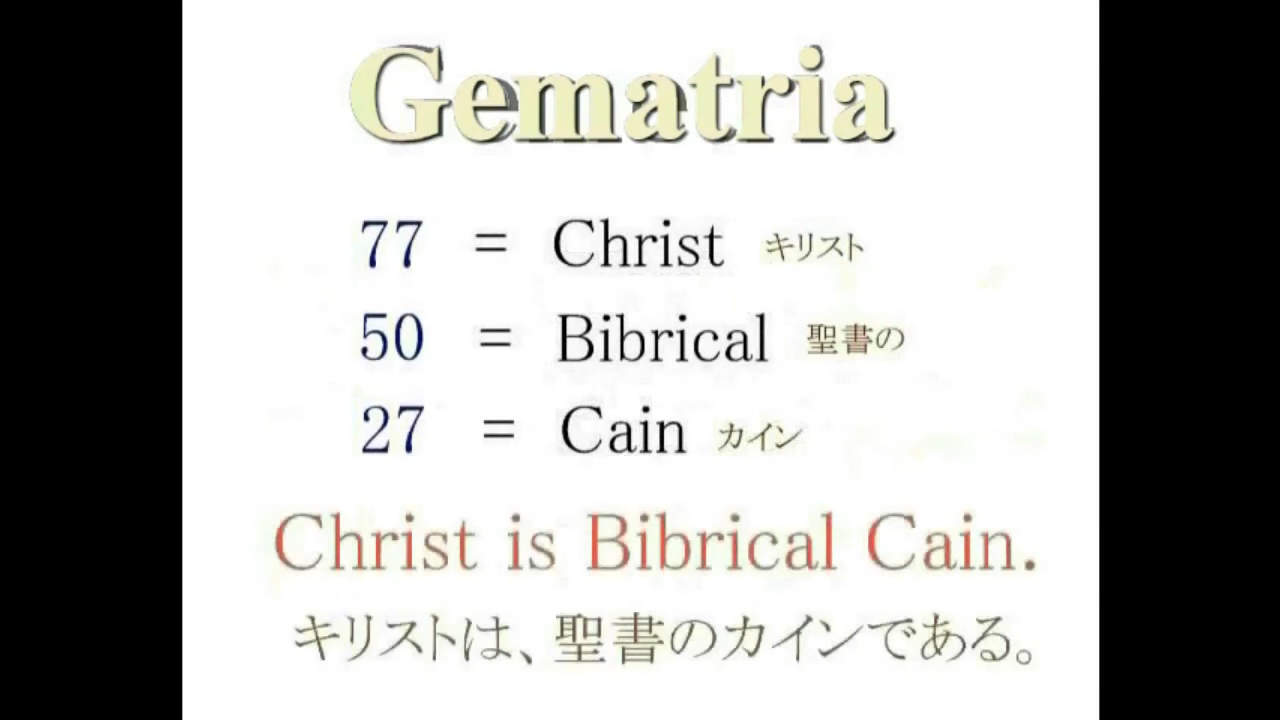 Gematria
77 = Christ キリスト
50 = Bibrical 聖書の
27 = Cain カイン
Christ is Bibrical Cain.
キリストは、聖書のカインである。